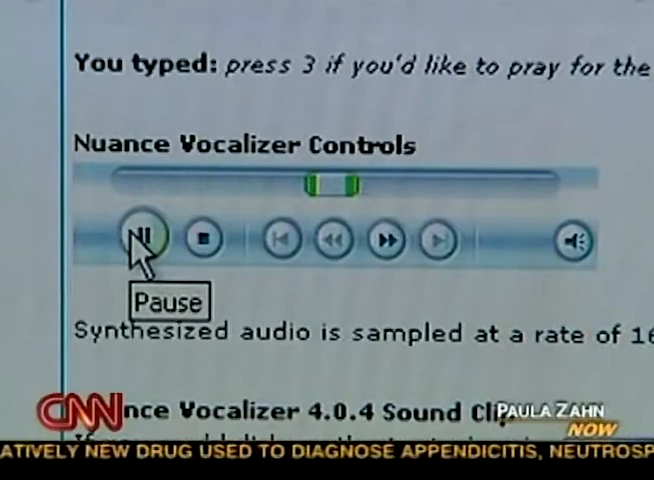 You typed: press 3 if you'd like to pray for the
Nuance Vocalizer Controls
Pause
Synthesized audio is sampled at a rate of 16
nce Vocalizer 4.0.4 Sound Clip
CNN
PAULA ZAHN
NOW
ATIVELY NEW DRUG USED TO DIAGNOSE APPENDICITIS, NEUTROSP